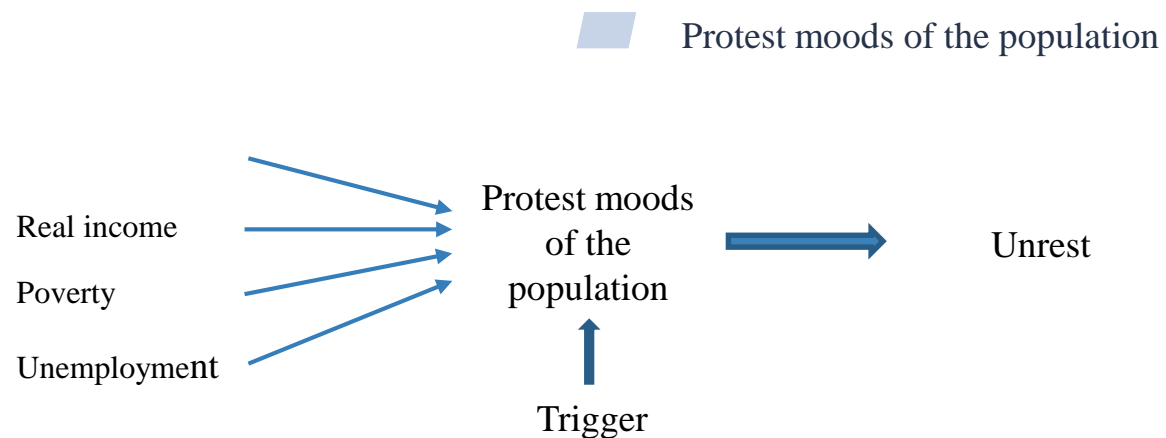 Protest moods of the population
Protest moods
of the
population
Real income
Poverty
Unemployment
Unrest
Trigger